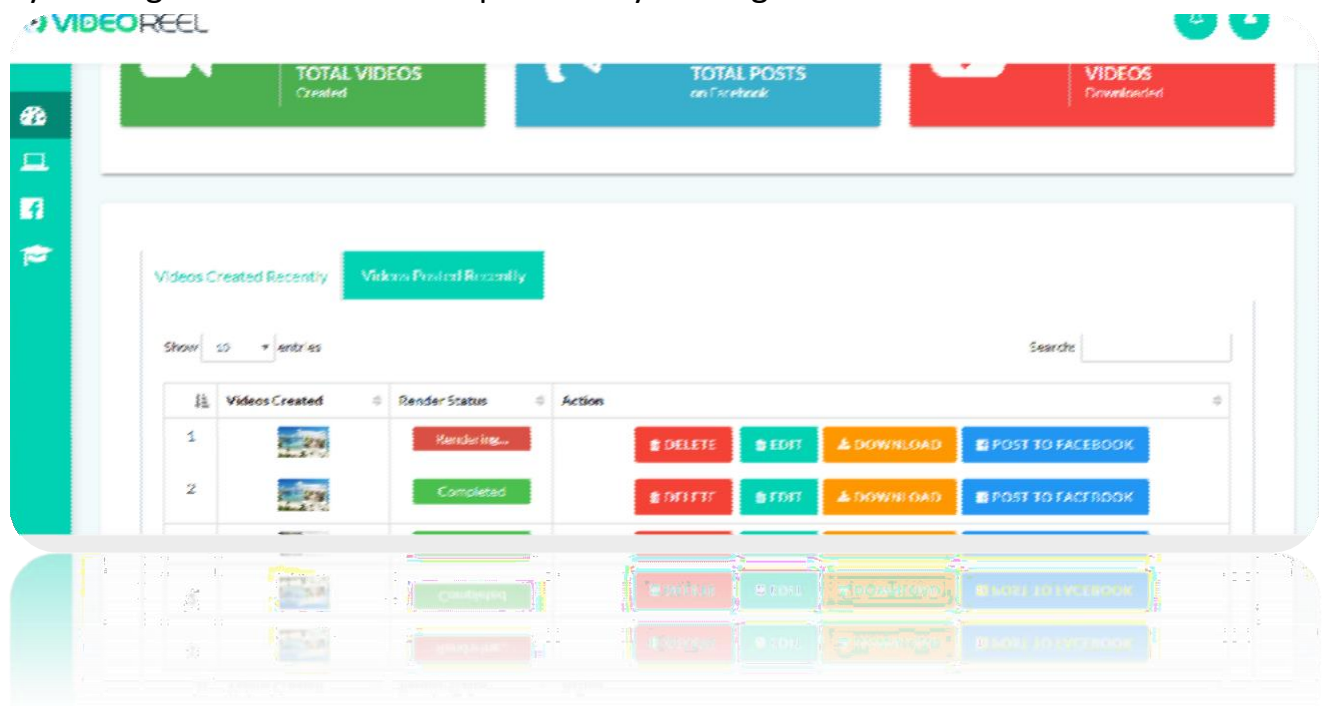 VIDEOREEL
TOTAL VIDEOS
Created
TOTAL POSTS
on Facebook
VIDEOS
Downloaded
Videos Created Recently
Videos Posted Recently
Show 10 entries
Search:
Videos Created
Render Status
Action
1
Rendering...
DELETE
EDIT
DOWNLOAD
POST TO FACEBOOK
2
Completed
DELETE
EDIT
DOWNLOAD
POST TO FACEBOOK